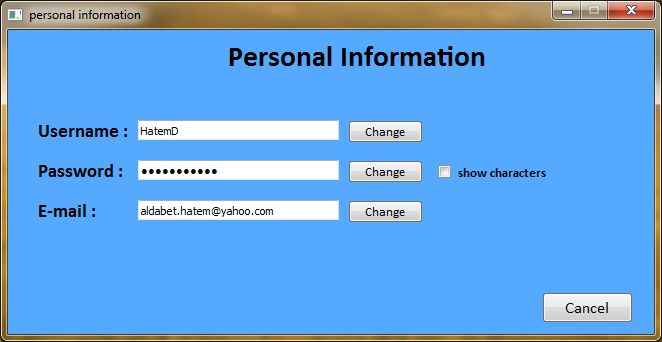 personal information
Personal Information
Username : HatemD Change
Password : ••••••••••• Change show characters
E-mail : aldabet.hatem@yahoo.com Change
Cancel